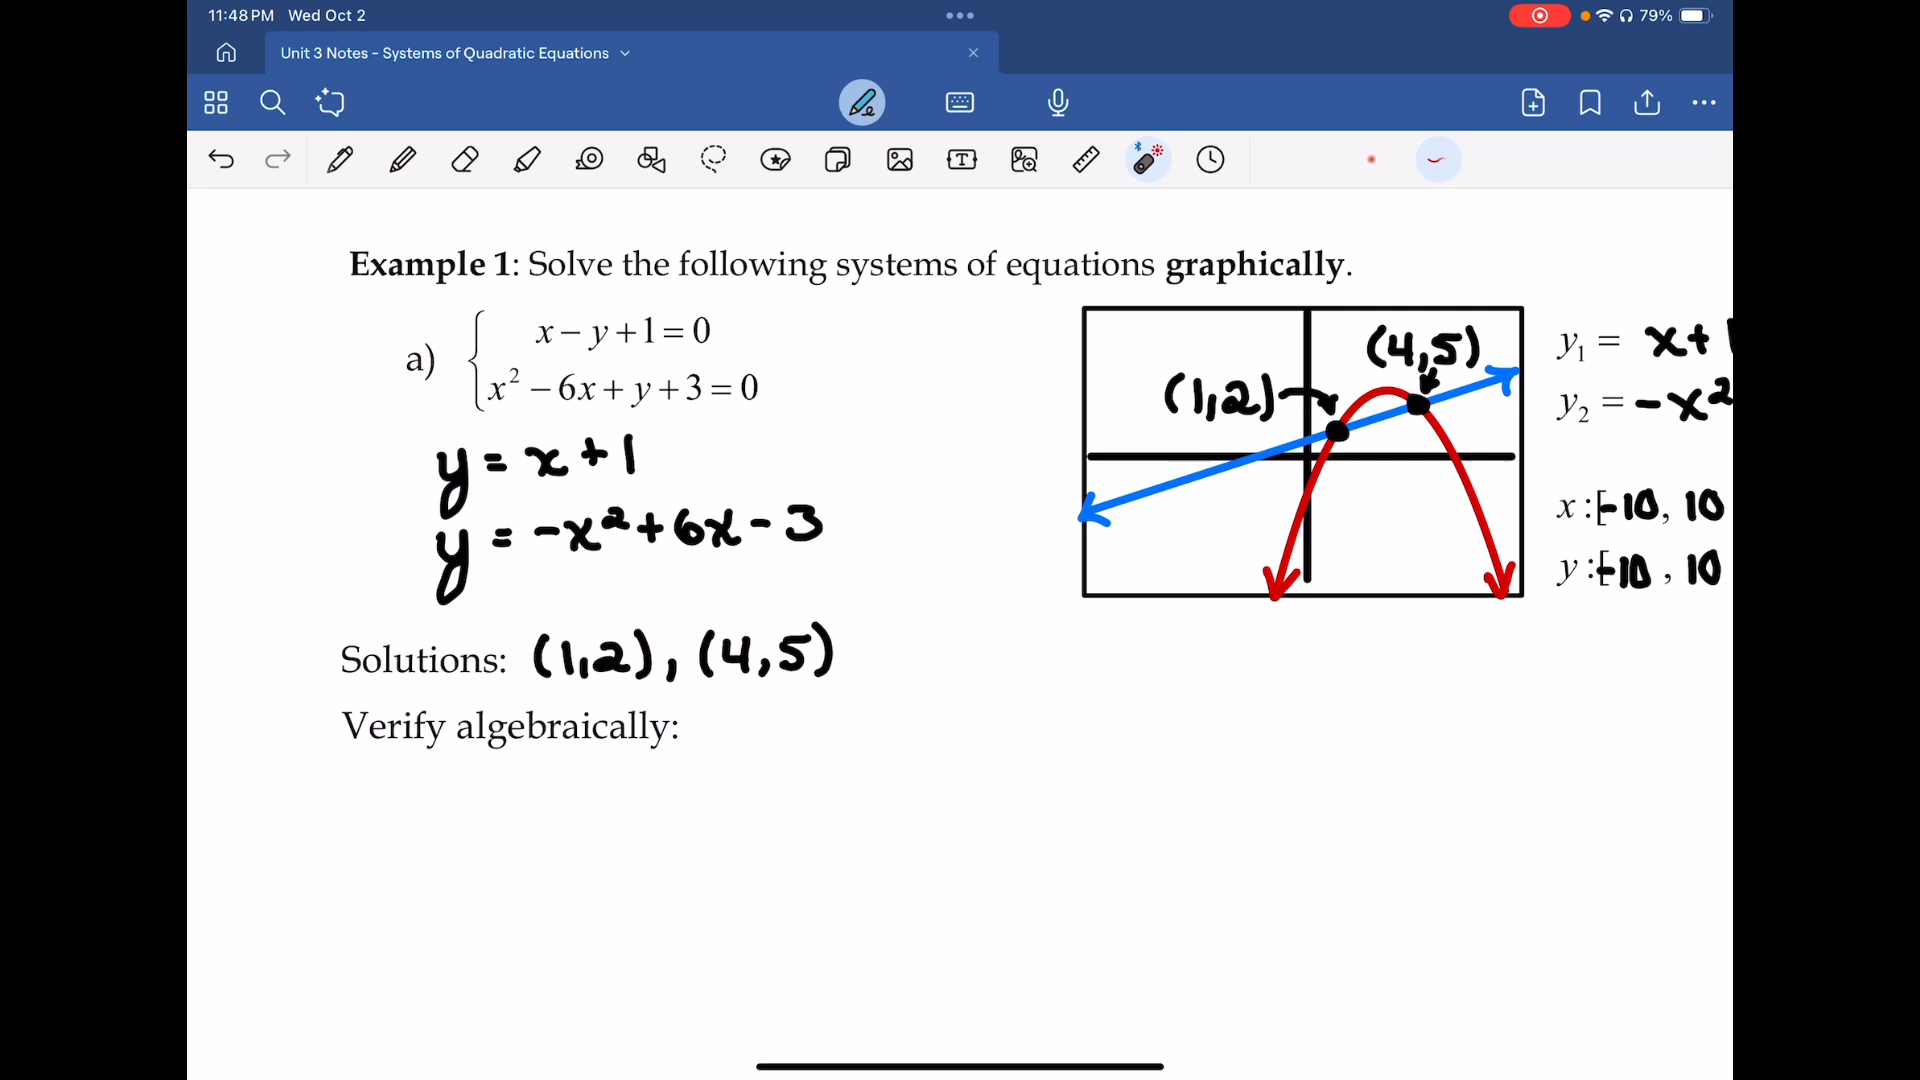 11:48 PM Wed Oct 2
79%
Unit 3 Notes - Systems of Quadratic Equations
Example 1: Solve the following systems of equations graphically.
a) { x − y + 1 = 0
x² − 6x + y + 3 = 0
y = x + 1
y = -x² + 6x - 3
(4,5)
(1,2)
y₁ = x + 1
y₂ = -x²
x : [-10, 10
y : [-10, 10
Solutions: (1,2), (4,5)
Verify algebraically: